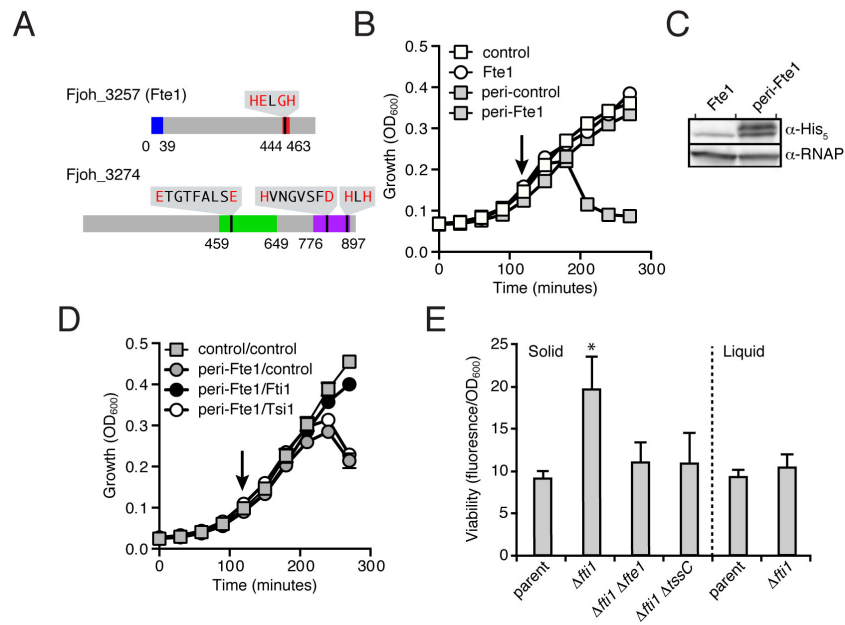 A
Fjoh_3257 (Fte1)
HELGH
0 39 444 463
Fjoh_3274
ETGTFALSE HVNGVSFD HLH
459 649 776 897
B
Growth (OD600)
0.5
0.4
0.3
0.2
0.1
0.0
control
Fte1
peri-control
peri-Fte1
0 100 200 300
Time (minutes)
C
Fte1 peri-Fte1
α-His5
α-RNAP
D
Growth (OD600)
0.5
0.4
0.3
0.2
0.1
0.0
control/control
peri-Fte1/control
peri-Fte1/Fti1
peri-Fte1/Tsi1
0 100 200 300
Time (minutes)
E
Viability (fluoresnce/OD600)
25
20
15
10
5
0
Solid * Liquid
parent Δfti1 Δfti1 Δfte1 Δfti1 ΔtssC parent Δfti1